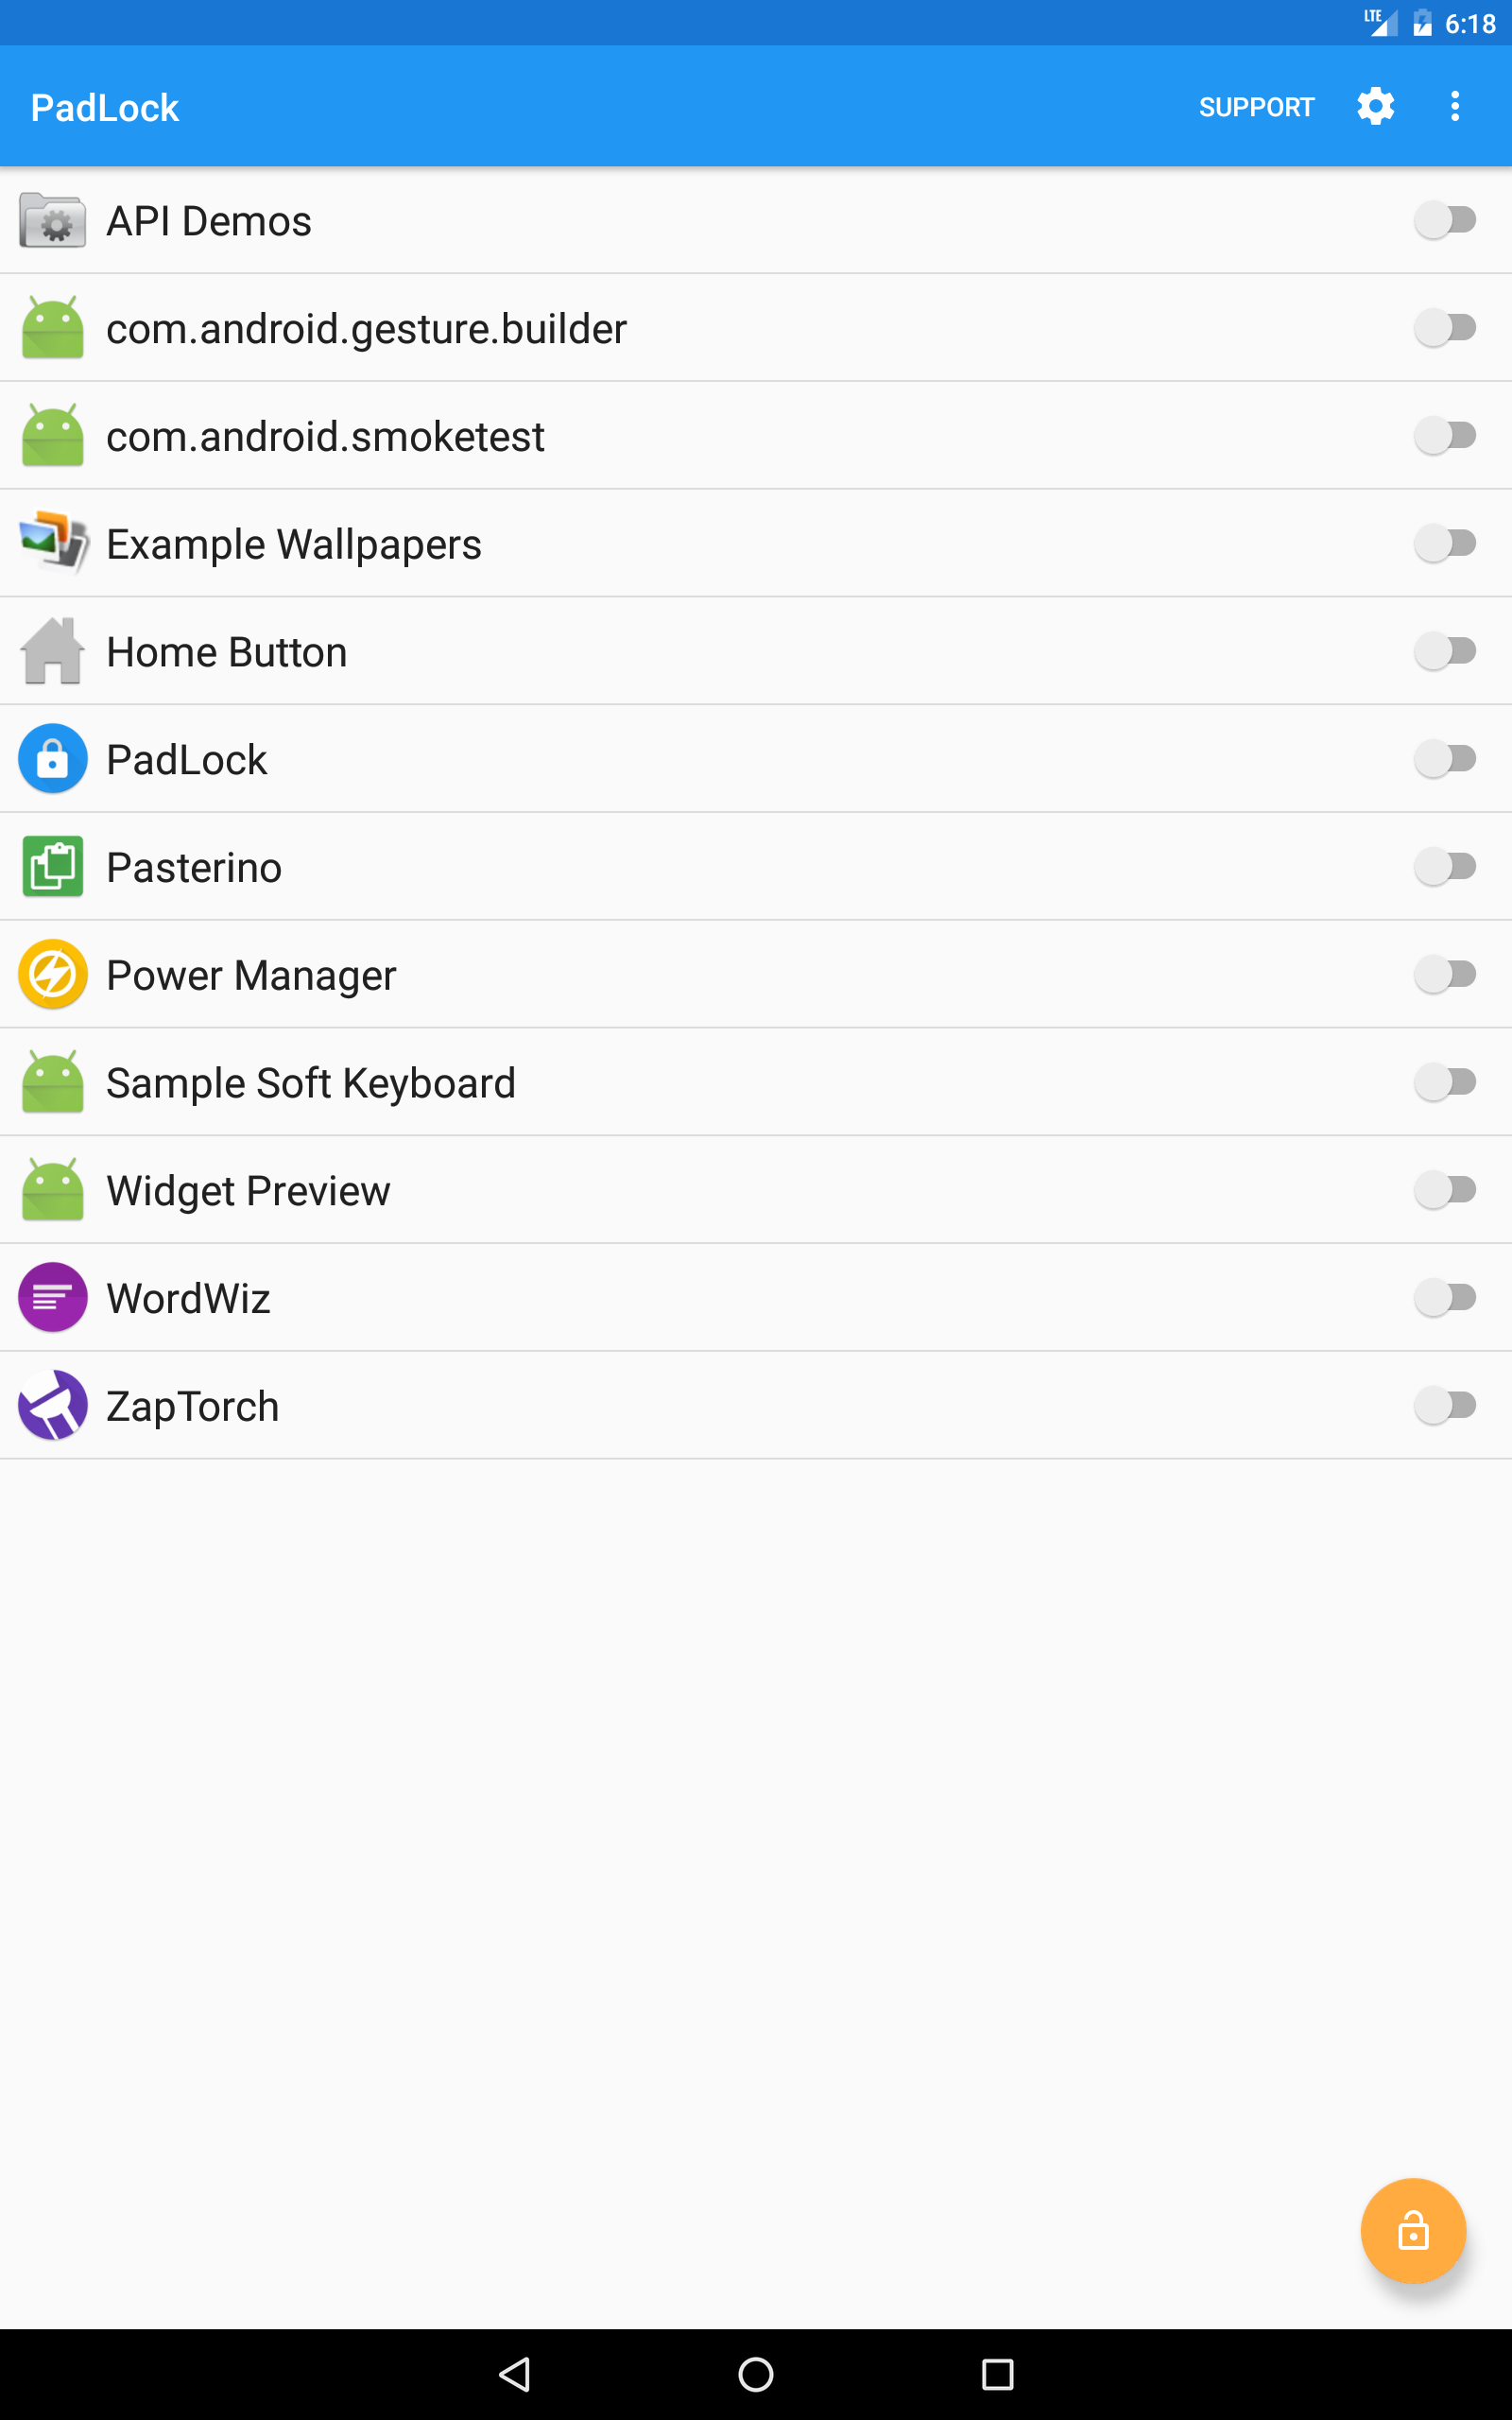 LTE 6:18
PadLock SUPPORT
API Demos
com.android.gesture.builder
com.android.smoketest
Example Wallpapers
Home Button
PadLock
Pasterino
Power Manager
Sample Soft Keyboard
Widget Preview
WordWiz
ZapTorch